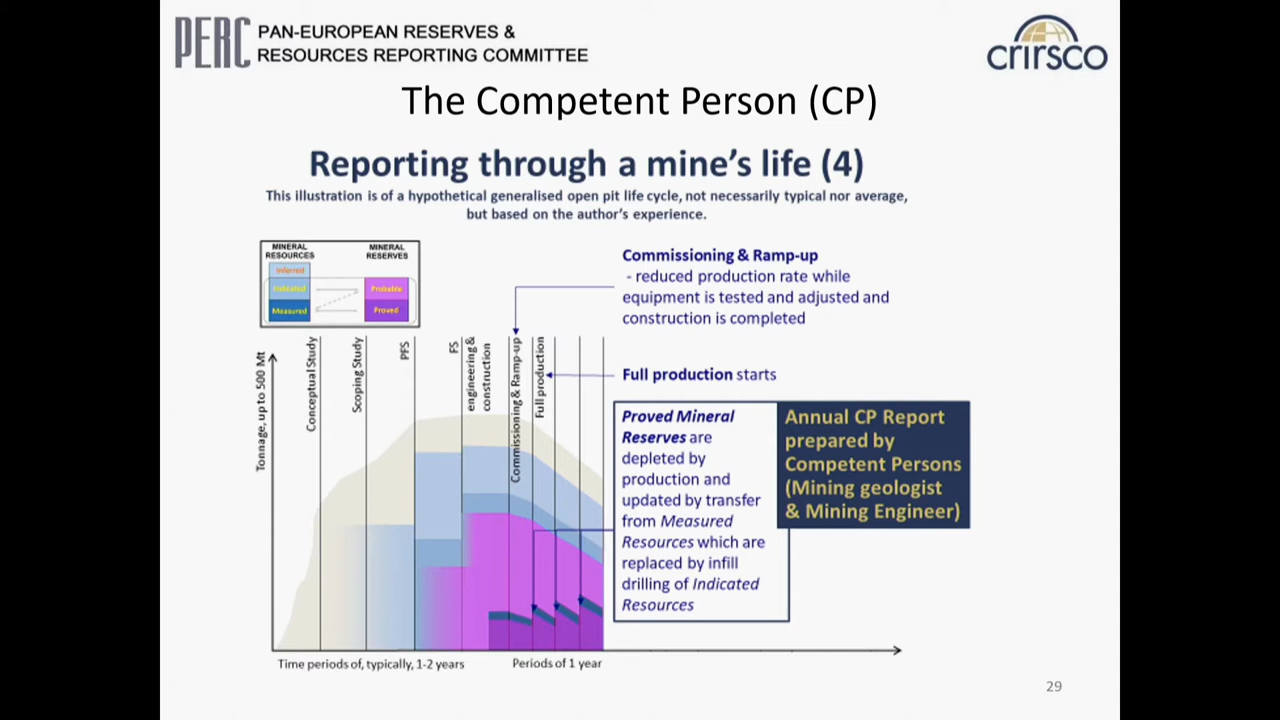 PERC PAN-EUROPEAN RESERVES &
RESOURCES REPORTING COMMITTEE
crirsco
The Competent Person (CP)
Reporting through a mine's life (4)
This illustration is of a hypothetical generalised open pit life cycle, not necessarily typical nor average,
but based on the author's experience.
MINERAL
RESOURCES
MINERAL
RESERVES
Inferred
Indicated
Probable
Measured
Proved
Commissioning & Ramp-up
- reduced production rate while
equipment is tested and adjusted and
construction is completed
Tonnage, up to 500 Mt
Conceptual Study
Scoping Study
PFS
FS
engineering &
construction
Commissioning & Ramp-up
Full production
Full production starts
Proved Mineral
Reserves are
depleted by
production and
updated by transfer
from Measured
Resources which are
replaced by infill
drilling of Indicated
Resources
Annual CP Report
prepared by
Competent Persons
(Mining geologist
& Mining Engineer)
Time periods of, typically, 1-2 years
Periods of 1 year
29